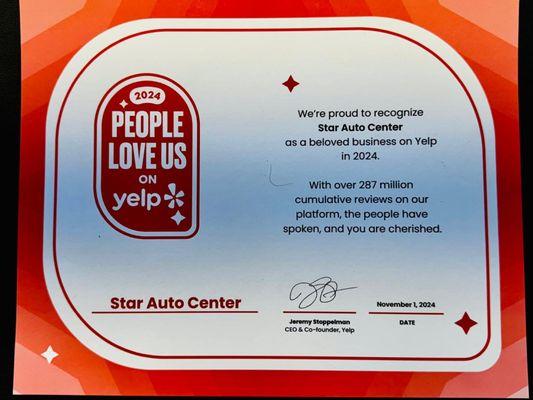 2024
PEOPLE
LOVE US
ON
yelp
We're proud to recognize
Star Auto Center
as a beloved business on Yelp
in 2024.
With over 287 million
cumulative reviews on our
platform, the people have
spoken, and you are cherished.
Star Auto Center
Jeremy Stoppelman
CEO & Co-founder, Yelp
November 1, 2024
DATE